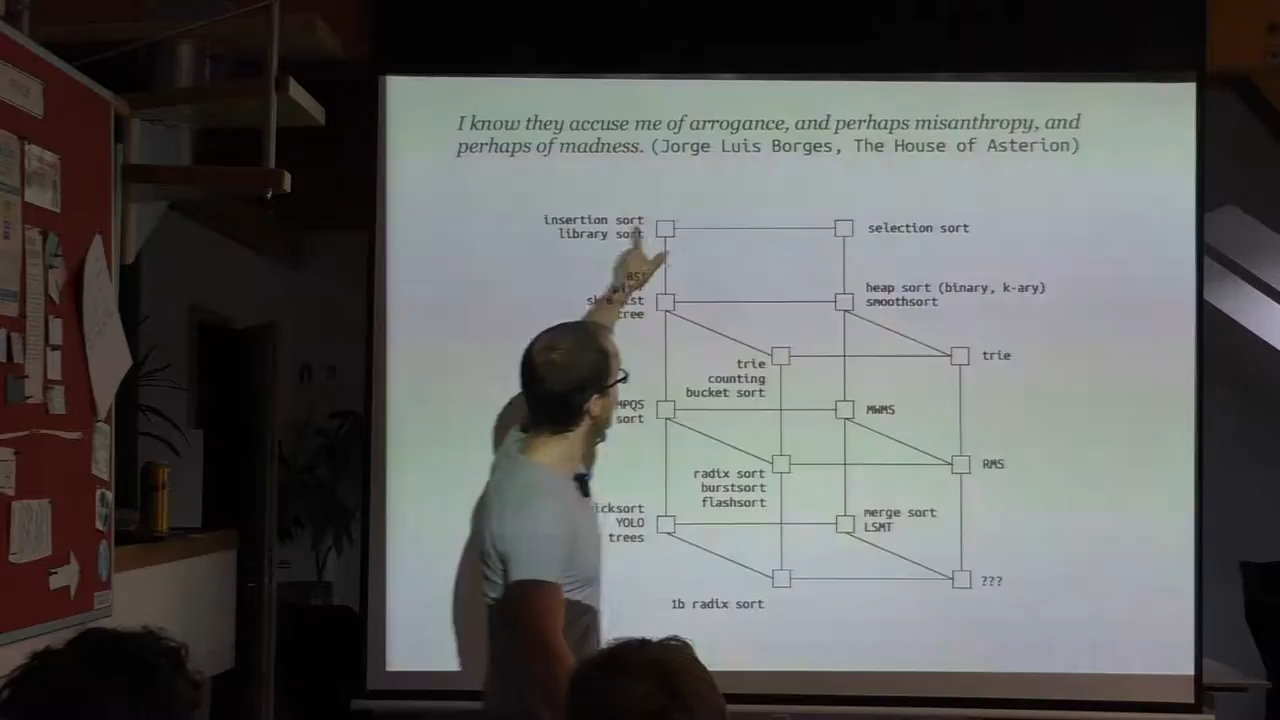 I know they accuse me of arrogance, and perhaps misanthropy, and
perhaps of madness. (Jorge Luis Borges, The House of Asterion)
insertion sort
library sort
selection sort
heap sort (binary, k-ary)
smoothsort
tree
trie
counting
bucket sort
trie
MPQS
sort
MWMS
radix sort
burstsort
flashsort
RMS
YOLO
trees
merge sort
LSMT
1b radix sort
???